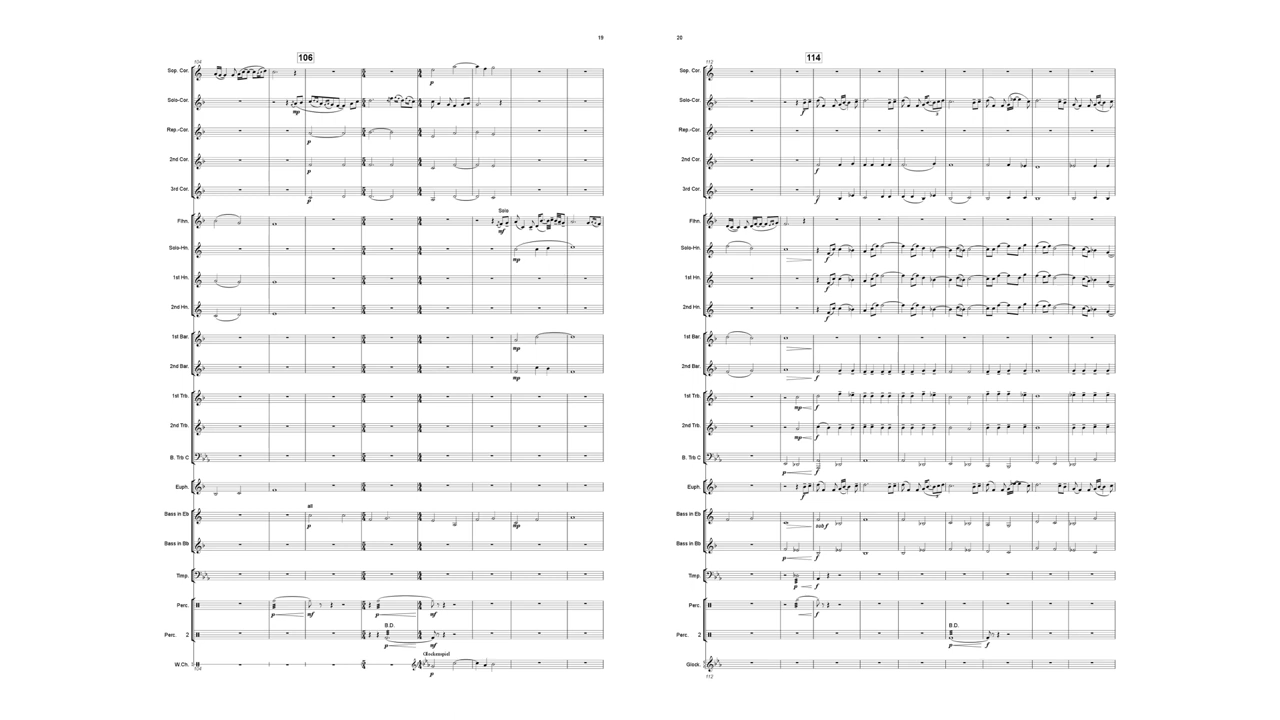 19
106
104
Sop. Cor.
p
Solo-Cor.
mp
Rep.-Cor.
p
2nd Cor.
p
3rd Cor.
p
Solo
Flhn.
mf
Solo-Hn.
mp
1st Hn.
2nd Hn.
1st Bar.
mp
2nd Bar.
mp
1st Trb.
2nd Trb.
B. Trb C
Euph.
all
Bass in Eb
p mp
Bass in Bb
Timp.
Perc.
p mf p mf
B.D.
Perc. 2
p mf
Glockenspiel
W.Ch.
p
104
20
114
112
Sop. Cor.
Solo-Cor.
f 3
Rep.-Cor.
2nd Cor.
f
3rd Cor.
f
Flhn.
Solo-Hn.
f
1st Hn.
f
2nd Hn.
f
1st Bar.
2nd Bar.
f
1st Trb.
mp f
2nd Trb.
mp f
B. Trb C
p f
Euph.
f 3
Bass in Eb
sub f
Bass in Bb
p f
Timp.
p f
Perc.
p f
B.D.
Perc. 2
p f
Glock.
112